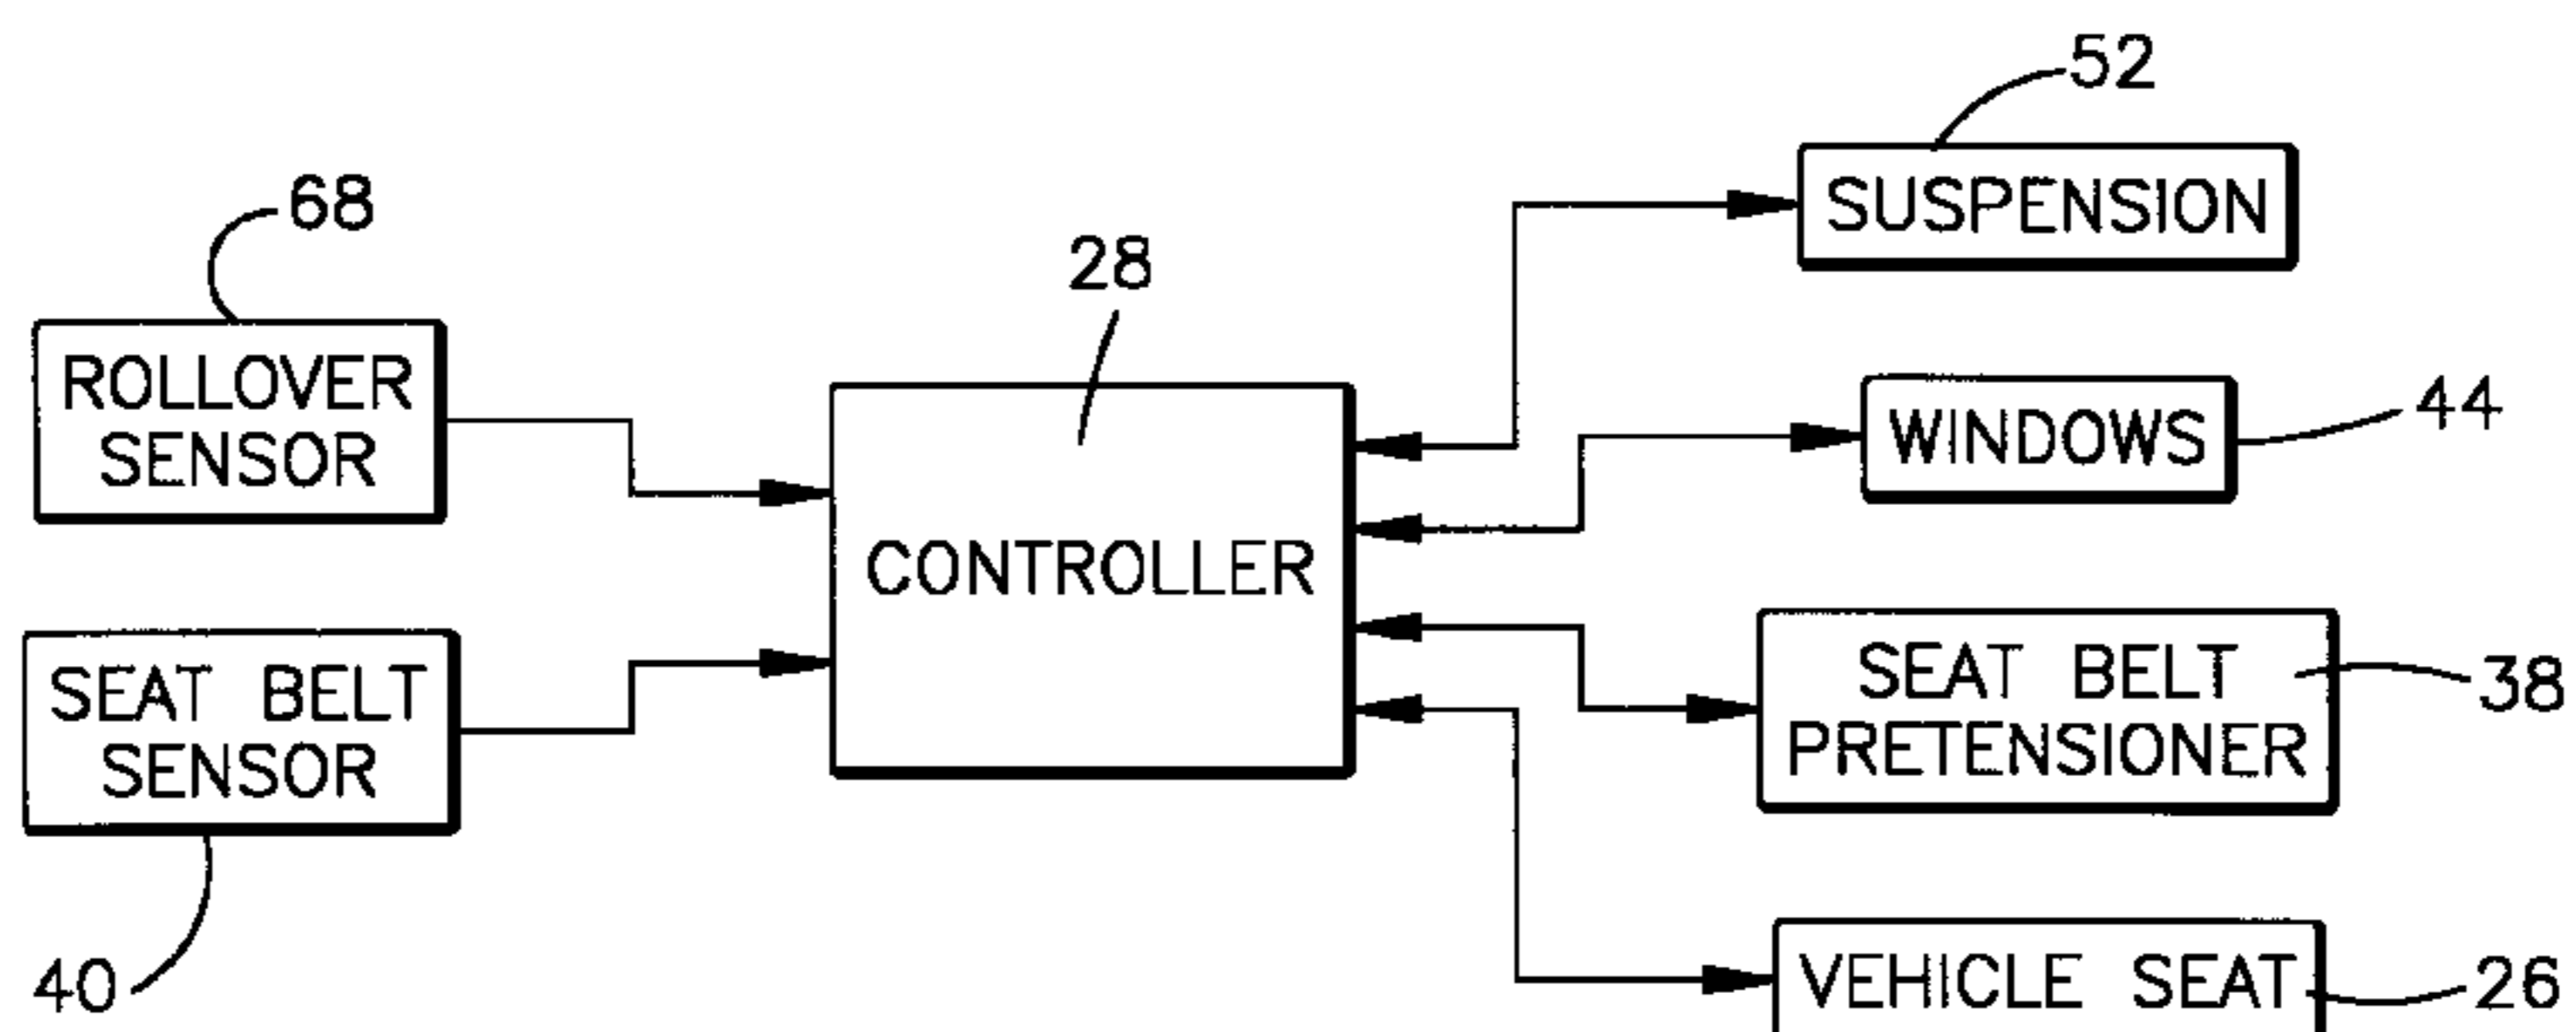 52
SUSPENSION
68
28
ROLLOVER
SENSOR
WINDOWS
44
CONTROLLER
SEAT BELT
SENSOR
SEAT BELT
PRETENSIONER
38
40
VEHICLE SEAT
26